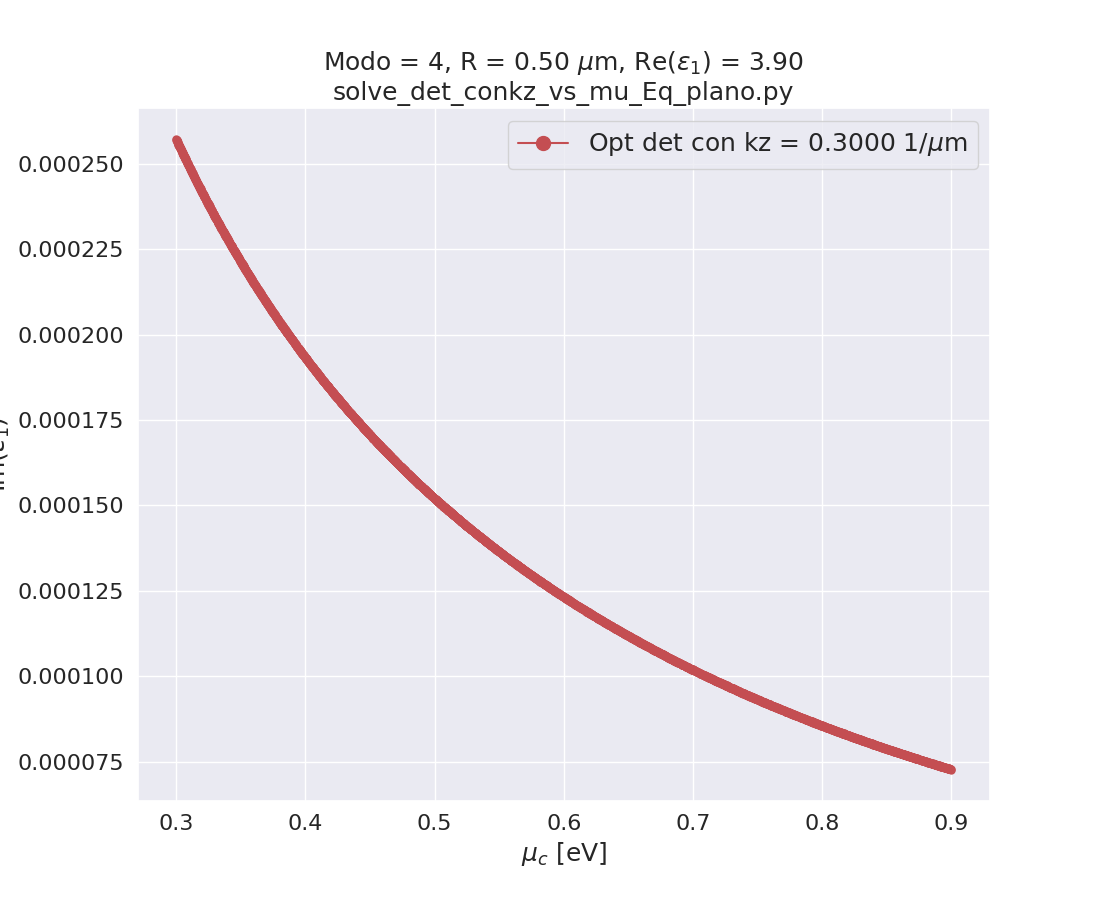 Modo = 4, R = 0.50 μm, Re(ε₁) = 3.90
solve_det_conkz_vs_mu_Eq_plano.py
Opt det con kz = 0.3000 1/μm
0.000250
0.000225
0.000200
0.000175
0.000150
0.000125
0.000100
0.000075
0.3 0.4 0.5 0.6 0.7 0.8 0.9
μ_c [eV]